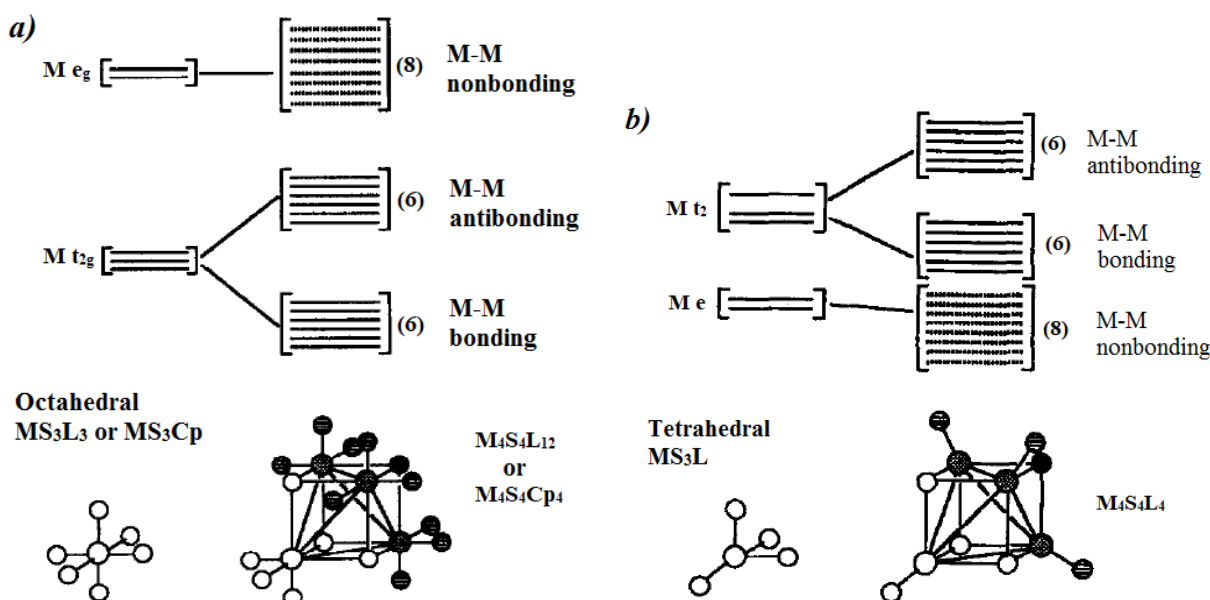 a)
M eg
(8)
M-M
nonbonding
M t2g
(6)
M-M
antibonding
(6)
M-M
bonding
Octahedral
MS3L3 or MS3Cp
M4S4L12
or
M4S4Cp4
b)
M t2
(6)
M-M
antibonding
(6)
M-M
bonding
M e
(8)
M-M
nonbonding
Tetrahedral
MS3L
M4S4L4